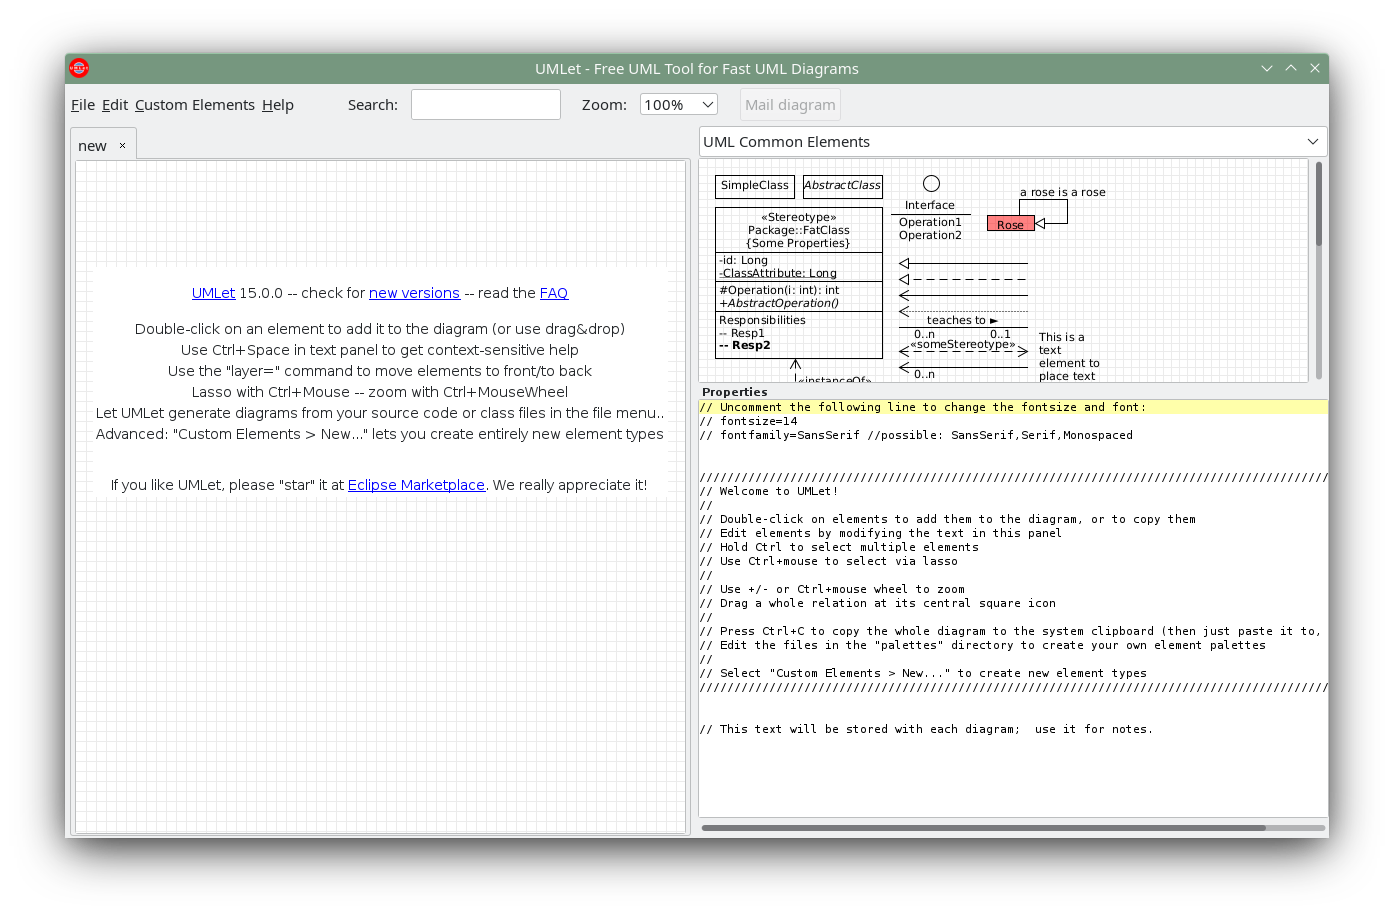 UMLet - Free UML Tool for Fast UML Diagrams
File Edit Custom Elements Help Search: Zoom: 100% Mail diagram
new
UMLet 15.0.0 -- check for new versions -- read the FAQ
Double-click on an element to add it to the diagram (or use drag&drop)
Use Ctrl+Space in text panel to get context-sensitive help
Use the "layer=" command to move elements to front/to back
Lasso with Ctrl+Mouse -- zoom with Ctrl+MouseWheel
Let UMLet generate diagrams from your source code or class files in the file menu..
Advanced: "Custom Elements > New..." lets you create entirely new element types
If you like UMLet, please "star" it at Eclipse Marketplace. We really appreciate it!
UML Common Elements
SimpleClass
AbstractClass
«Stereotype»
Package::FatClass
{Some Properties}
-id: Long
-ClassAttribute: Long
#Operation(i: int): int
+AbstractOperation()
Responsibilities
-- Resp1
-- Resp2
«instanceOf»
Interface
Operation1
Operation2
a rose is a rose
Rose
teaches to ►
0..n 0..1
«someStereotype»
0..n
This is a
text
element to
place text
Properties
// Uncomment the following line to change the fontsize and font:
// fontsize=14
// fontfamily=SansSerif //possible: SansSerif,Serif,Monospaced
//////////////////////////////////////////////////////////////////////////////////////////
// Welcome to UMLet!
//
// Double-click on elements to add them to the diagram, or to copy them
// Edit elements by modifying the text in this panel
// Hold Ctrl to select multiple elements
// Use Ctrl+mouse to select via lasso
//
// Use +/- or Ctrl+mouse wheel to zoom
// Drag a whole relation at its central square icon
//
// Press Ctrl+C to copy the whole diagram to the system clipboard (then just paste it to,
// Edit the files in the "palettes" directory to create your own element palettes
//
// Select "Custom Elements > New..." to create new element types
//////////////////////////////////////////////////////////////////////////////////////////
// This text will be stored with each diagram;  use it for notes.